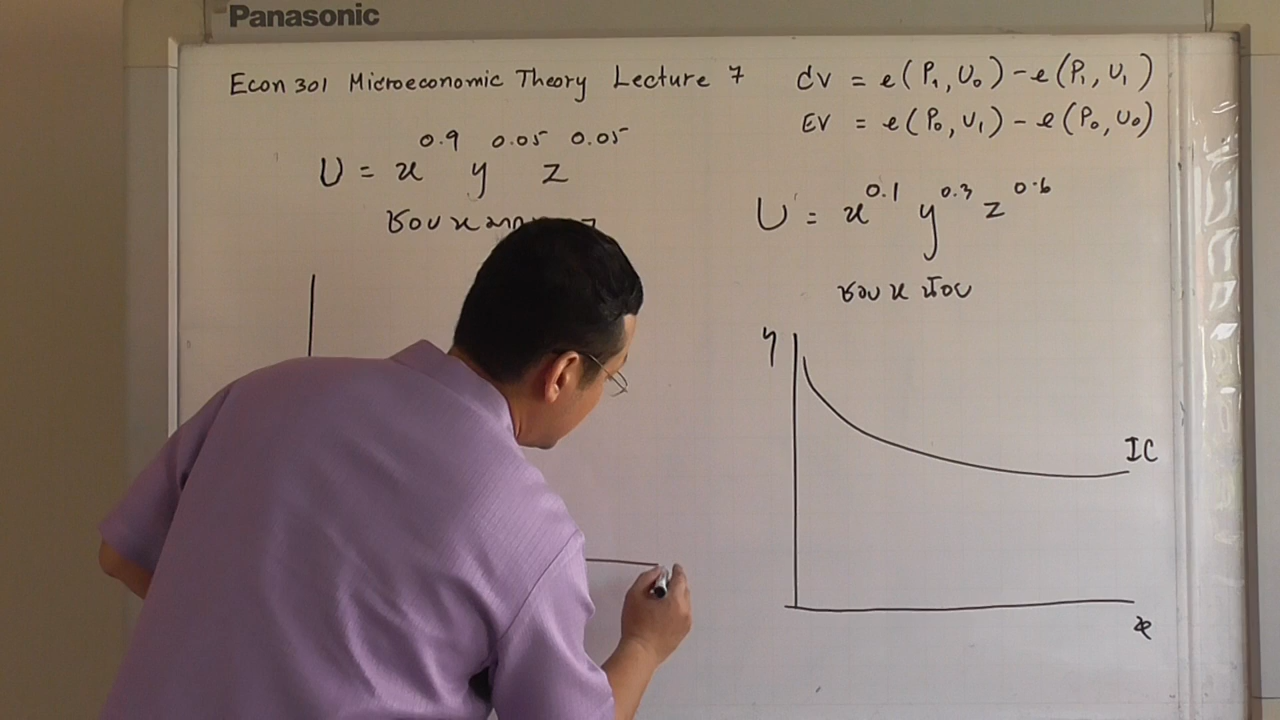 Panasonic
Econ 301 Microeconomic Theory Lecture 7
CV = e(P₁, U₀) - e(P₁, U₁)
EV = e(P₀, U₁) - e(P₀, U₀)
U = x^0.9 y^0.05 z^0.05
ชอบ x
U = x^0.1 y^0.3 z^0.6
ชอบ x น้อย
y
IC
x